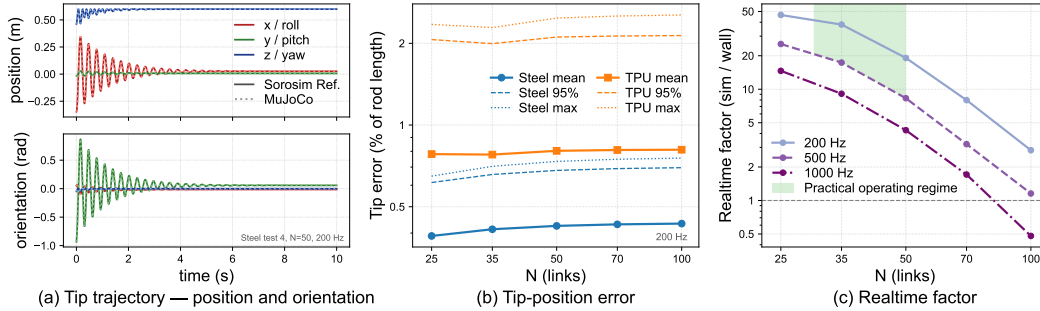 position (m)
0.50
0.25
0.00
−0.25
x / roll
y / pitch
z / yaw
Sorosim Ref.
MuJoCo
orientation (rad)
0.5
0.0
−0.5
−1.0
Steel test 4, N=50, 200 Hz
0 2 4 6 8 10
time (s)
(a) Tip trajectory — position and orientation
Tip error (% of rod length)
2
1
0.5
Steel mean
Steel 95%
Steel max
TPU mean
TPU 95%
TPU max
200 Hz
25 35 50 70 100
N (links)
(b) Tip-position error
Realtime factor (sim / wall)
50
20
10
5
2
1
0.5
200 Hz
500 Hz
1000 Hz
Practical operating regime
25 35 50 70 100
N (links)
(c) Realtime factor